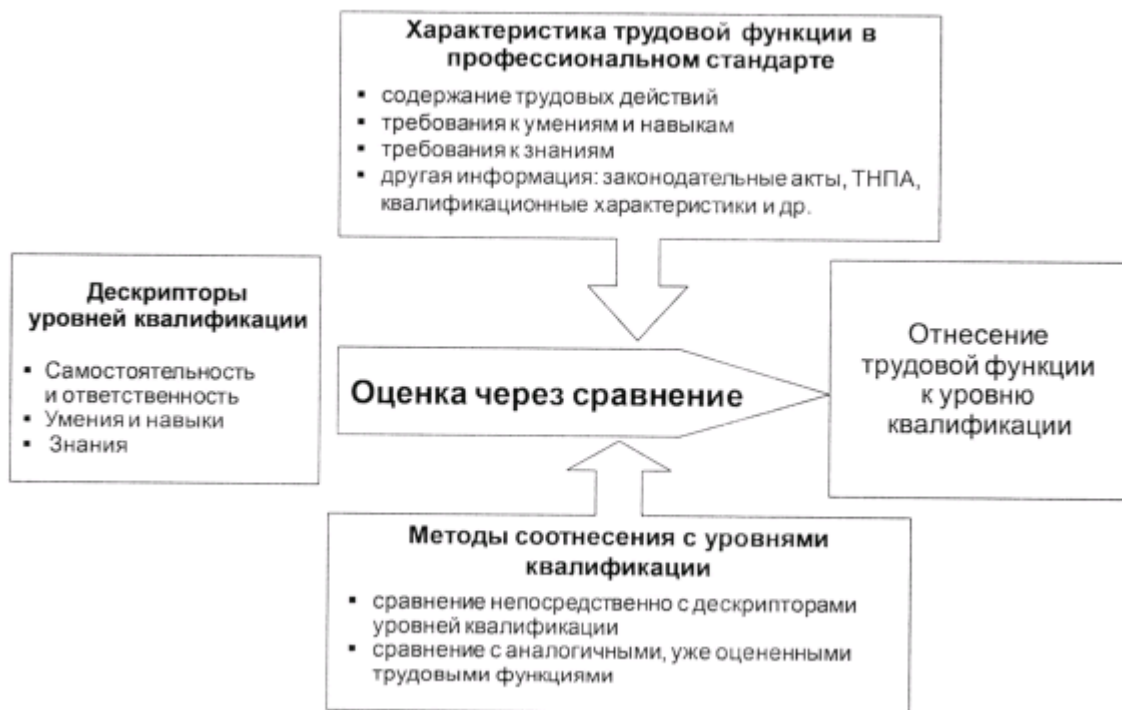 Характеристика трудовой функции в
профессиональном стандарте
▪ содержание трудовых действий
▪ требования к умениям и навыкам
▪ требования к знаниям
▪ другая информация: законодательные акты, ТНПА,
квалификационные характеристики и др.
Дескрипторы
уровней квалификации
▪ Самостоятельность
и ответственность
▪ Умения и навыки
▪ Знания
Оценка через сравнение
Отнесение
трудовой функции
к уровню
квалификации
Методы соотнесения с уровнями
квалификации
▪ сравнение непосредственно с дескрипторами
уровней квалификации
▪ сравнение с аналогичными, уже оцененными
трудовыми функциями